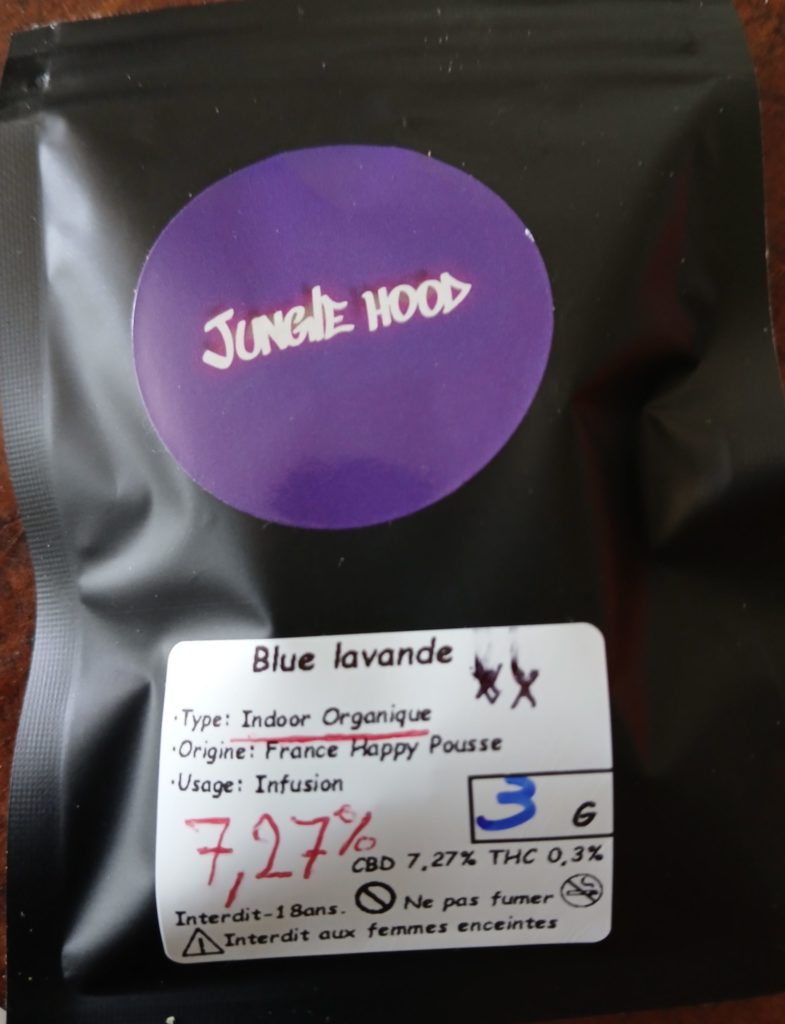 JUNGLE HOOD
Blue lavande XX
·Type: Indoor Organique
·Origine: France Happy Pousse
·Usage: Infusion
3 G
7,27%
CBD 7,27% THC 0,3%
Interdit-18ans. Ne pas fumer
Interdit aux femmes enceintes